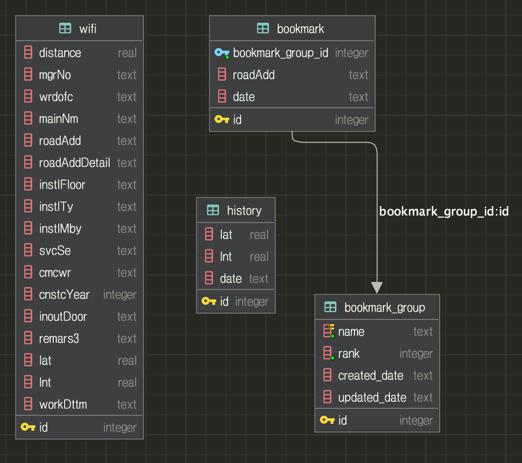 wifi
distance real
mgrNo text
wrdofc text
mainNm text
roadAdd text
roadAddDetail text
instlFloor text
instlTy text
instlMby text
svcSe text
cmcwr text
cnstcYear integer
inoutDoor text
remars3 text
lat real
lnt real
workDttm text
id integer
bookmark
bookmark_group_id integer
roadAdd text
date text
id integer
bookmark_group_id:id
history
lat real
lnt real
date text
id integer
bookmark_group
name text
rank integer
created_date text
updated_date text
id integer